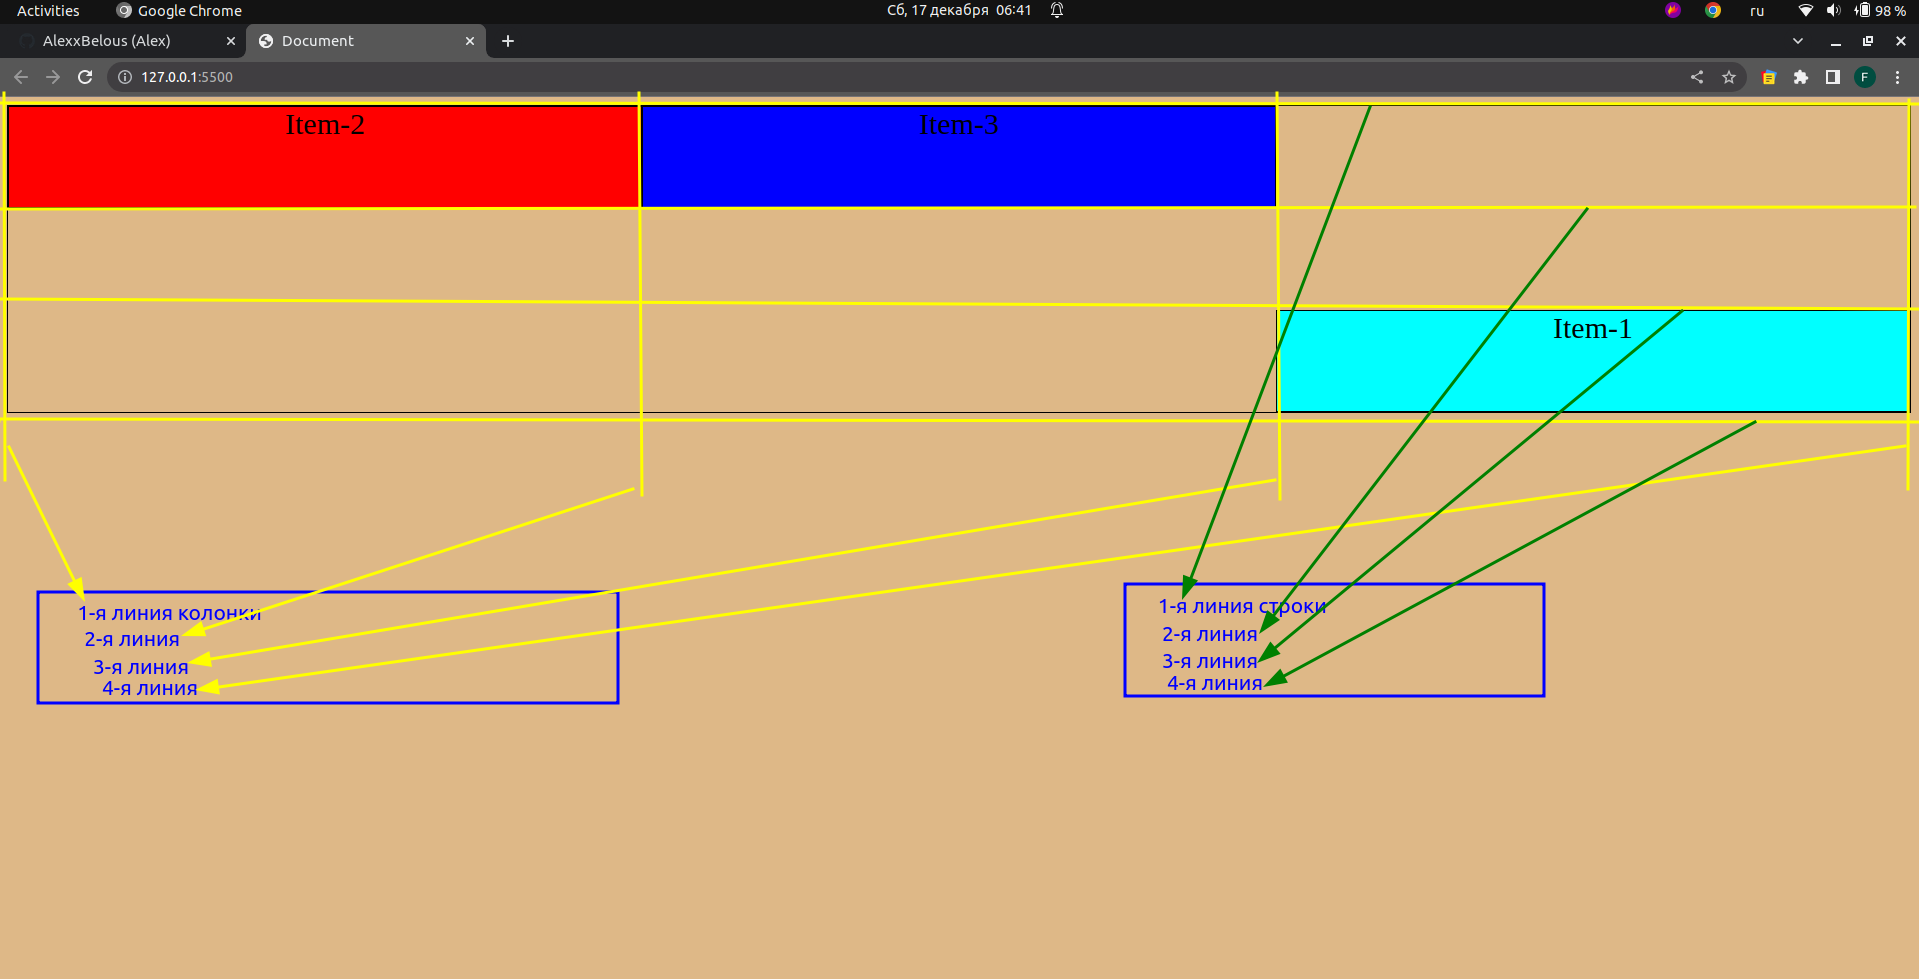 Activities Google Chrome Сб, 17 декабря 06:41 ru 98 %
AlexxBelous (Alex) Document
127.0.0.1:5500 F
Item-2 Item-3
Item-1
1-я линия колонки
2-я линия
3-я линия
4-я линия
1-я линия строки
2-я линия
3-я линия
4-я линия